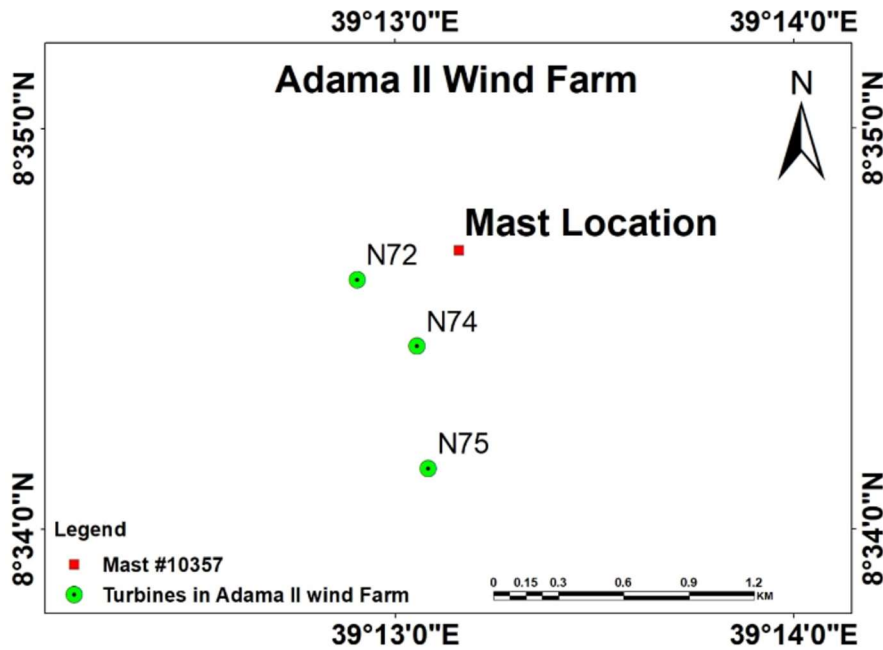 39°13'0"E 39°14'0"E
Adama II Wind Farm
N
8°35'0"N 8°35'0"N
Mast Location
N72
N74
N75
8°34'0"N 8°34'0"N
Legend
Mast #10357
Turbines in Adama II wind Farm
0 0.15 0.3 0.6 0.9 1.2
KM
39°13'0"E 39°14'0"E